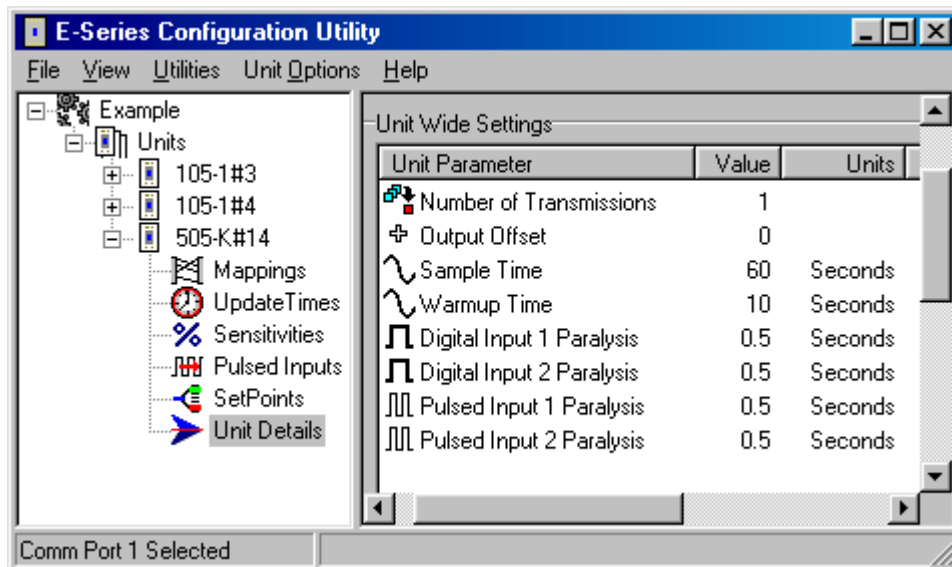 E-Series Configuration Utility
File View Utilities Unit Options Help
Example
Units
105-1#3
105-1#4
505-K#14
Mappings
UpdateTimes
Sensitivities
Pulsed Inputs
SetPoints
Unit Details
Unit Wide Settings
Unit Parameter Value Units
Number of Transmissions 1
Output Offset 0
Sample Time 60 Seconds
Warmup Time 10 Seconds
Digital Input 1 Paralysis 0.5 Seconds
Digital Input 2 Paralysis 0.5 Seconds
Pulsed Input 1 Paralysis 0.5 Seconds
Pulsed Input 2 Paralysis 0.5 Seconds
Comm Port 1 Selected